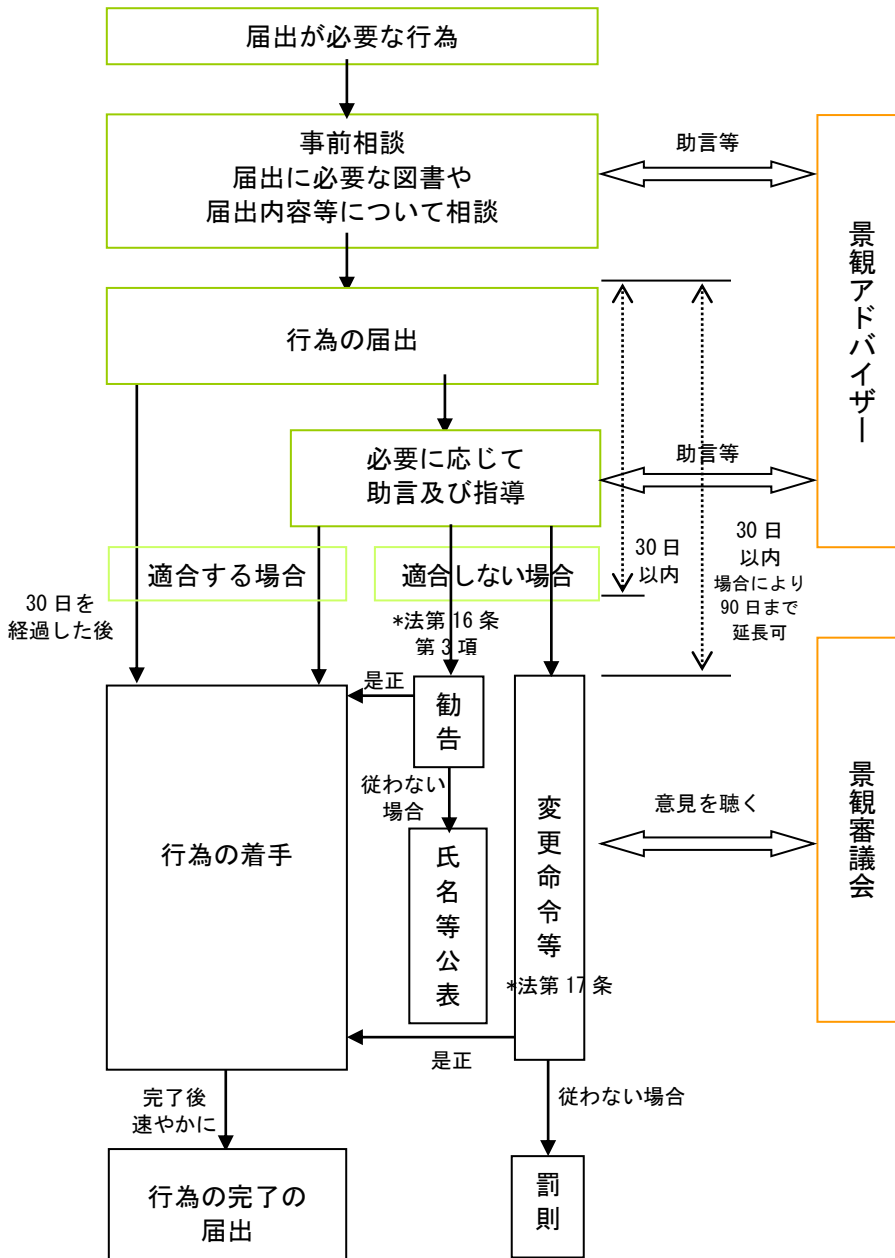 届出が必要な行為
事前相談
届出に必要な図書や
届出内容等について相談
助言等
景観アドバイザー
行為の届出
必要に応じて
助言及び指導
助言等
30日
以内
30日
以内
場合により
90日まで
延長可
適合する場合
適合しない場合
30日を
経過した後
*法第16条
第3項
是正
勧告
従わない
場合
行為の着手
氏名等公表
変更命令等
*法第17条
意見を聴く
景観審議会
是正
完了後
速やかに
従わない場合
行為の完了の
届出
罰則